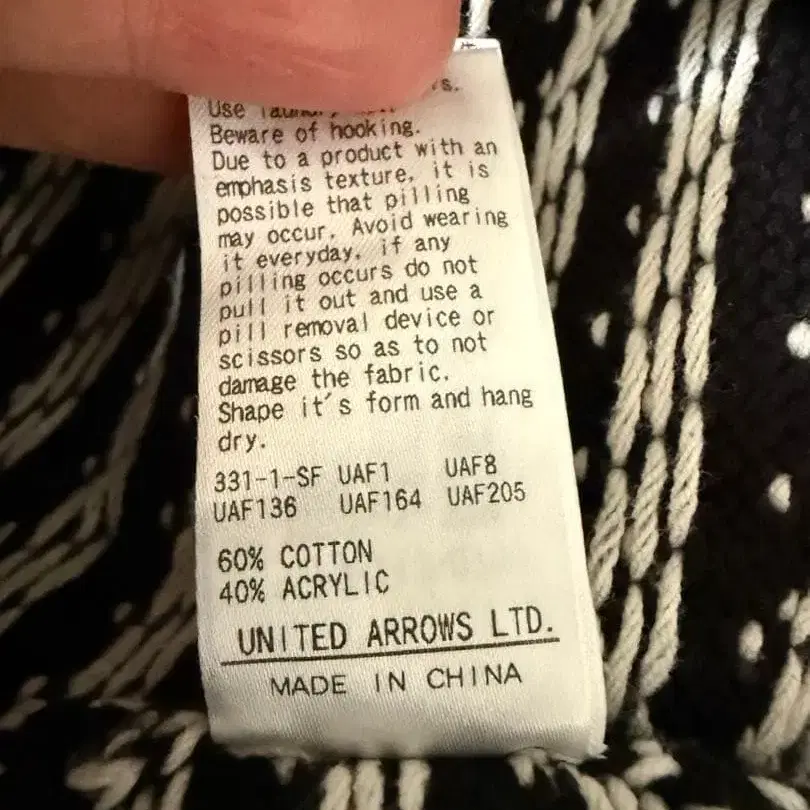 Use
Beware of hooking.
Due to a product with an
emphasis texture, it is
possible that pilling
may occur. Avoid wearing
it everyday. if any
pilling occurs do not
pull it out and use a
pill removal device or
scissors so as to not
damage the fabric.
Shape it's form and hang
dry.
331-1-SF UAF1 UAF8
UAF136 UAF164 UAF205
60% COTTON
40% ACRYLIC
UNITED ARROWS LTD.
MADE IN CHINA